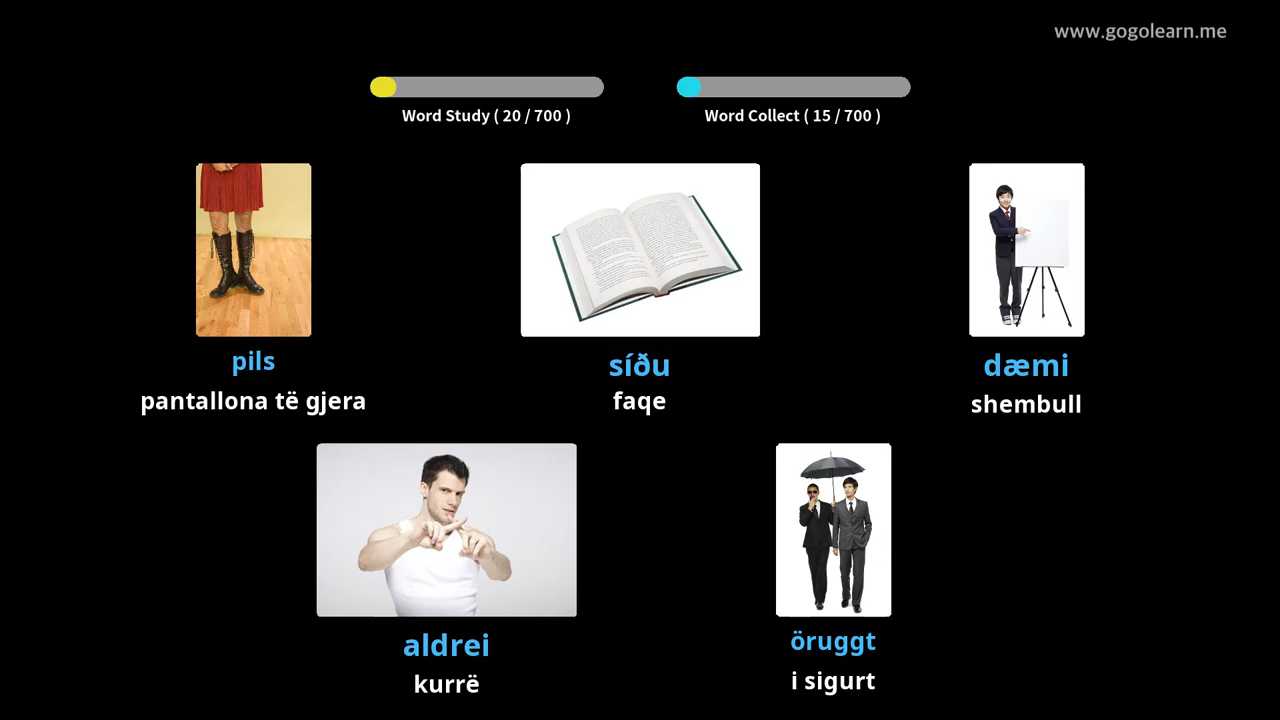 www.gogolearn.me
Word Study ( 20 / 700 )
Word Collect ( 15 / 700 )
pils
pantallona të gjera
síðu
faqe
dæmi
shembull
aldrei
kurrë
öruggt
i sigurt